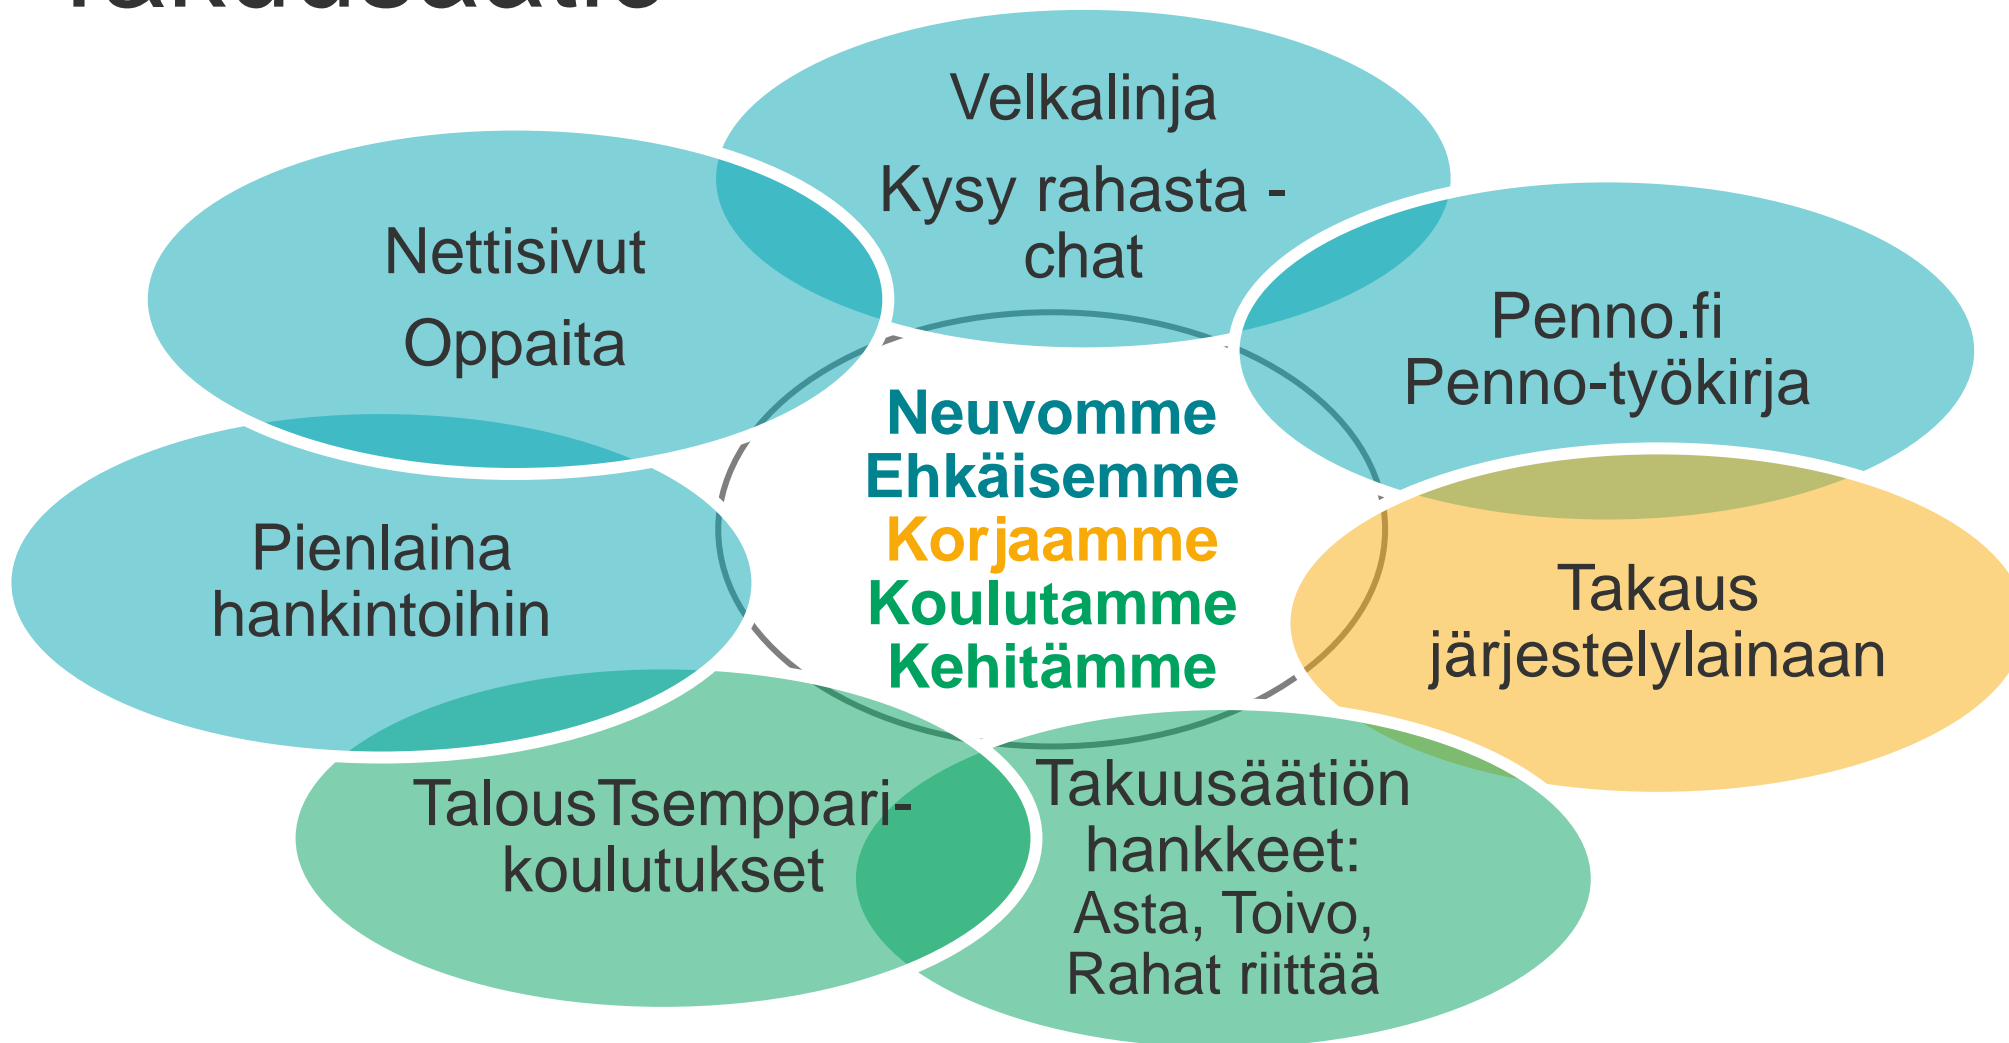 Takuusäätiö
Velkalinja
Kysy rahasta -
chat
Nettisivut
Oppaita
Penno.fi
Penno-työkirja
Neuvomme
Ehkäisemme
Korjaamme
Koulutamme
Kehitämme
Pienlaina
hankintoihin
Takaus
järjestelylainaan
TalousTsemppari-
koulutukset
Takuusäätiön
hankkeet:
Asta, Toivo,
Rahat riittää